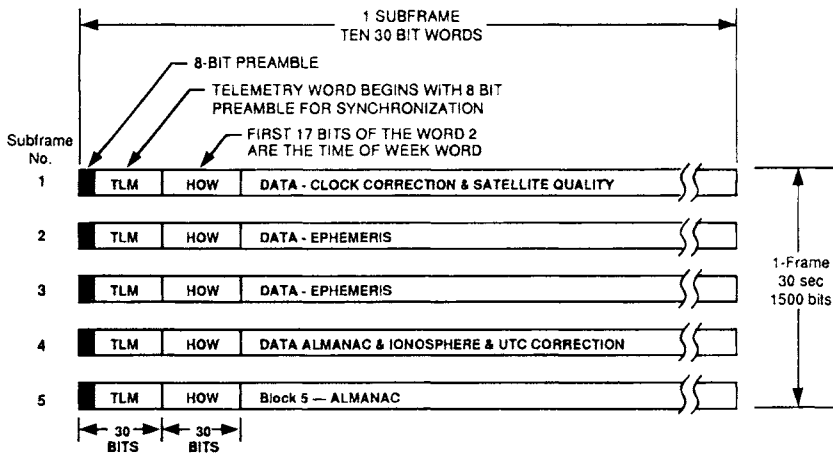 1 SUBFRAME
TEN 30 BIT WORDS
8-BIT PREAMBLE
TELEMETRY WORD BEGINS WITH 8 BIT
PREAMBLE FOR SYNCHRONIZATION
FIRST 17 BITS OF THE WORD 2
ARE THE TIME OF WEEK WORD
Subframe
No.
1 TLM HOW DATA - CLOCK CORRECTION & SATELLITE QUALITY
2 TLM HOW DATA - EPHEMERIS
3 TLM HOW DATA - EPHEMERIS
4 TLM HOW DATA ALMANAC & IONOSPHERE & UTC CORRECTION
5 TLM HOW Block 5 — ALMANAC
1-Frame
30 sec
1500 bits
30 BITS
30 BITS